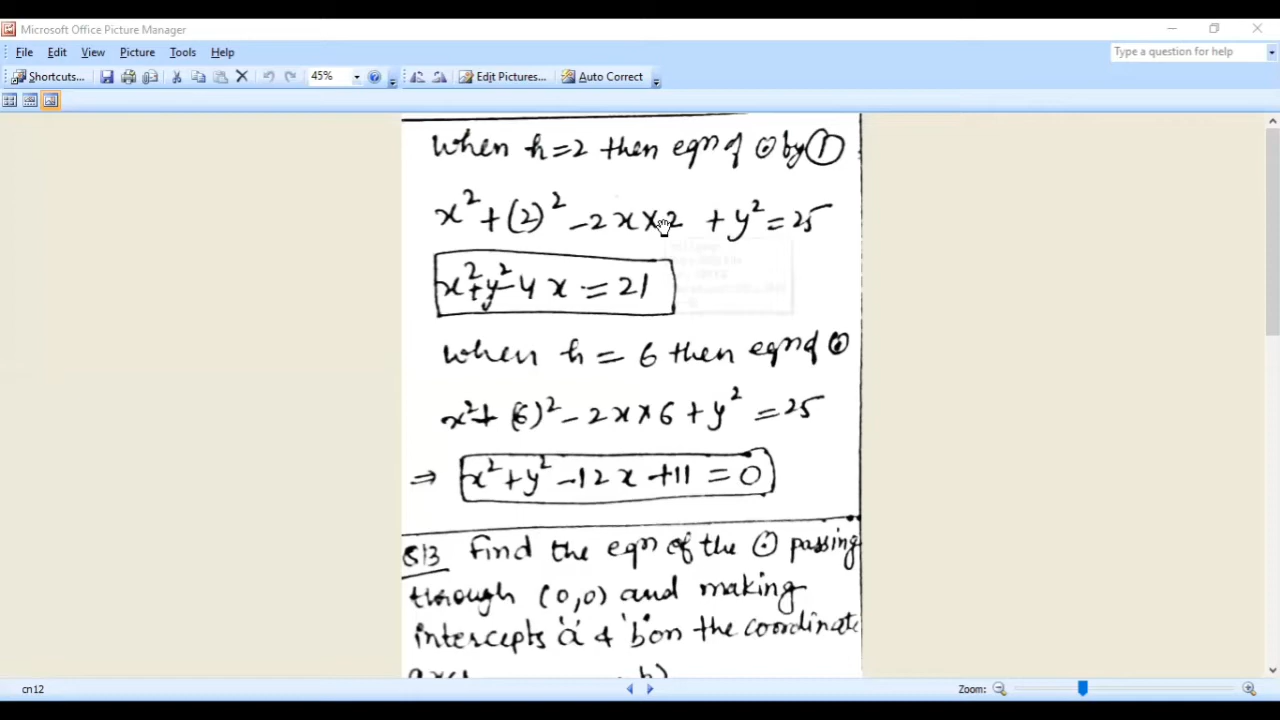 Microsoft Office Picture Manager
File Edit View Picture Tools Help
Type a question for help
Shortcuts... 45% Edit Pictures... Auto Correct
When h=2 then eqn of ⊙ by ①
x² + (2)² - 2x×2 + y² = 25
x² + y² - 4x = 21
when h = 6 then eqn of ⊙
x² + (6)² - 2x×6 + y² = 25
⇒ x² + y² - 12x + 11 = 0
Q13 Find the eqn of the ⊙ passing
through (0,0) and making
intercepts 'a' & 'b' on the coordinate
cn12
Zoom: